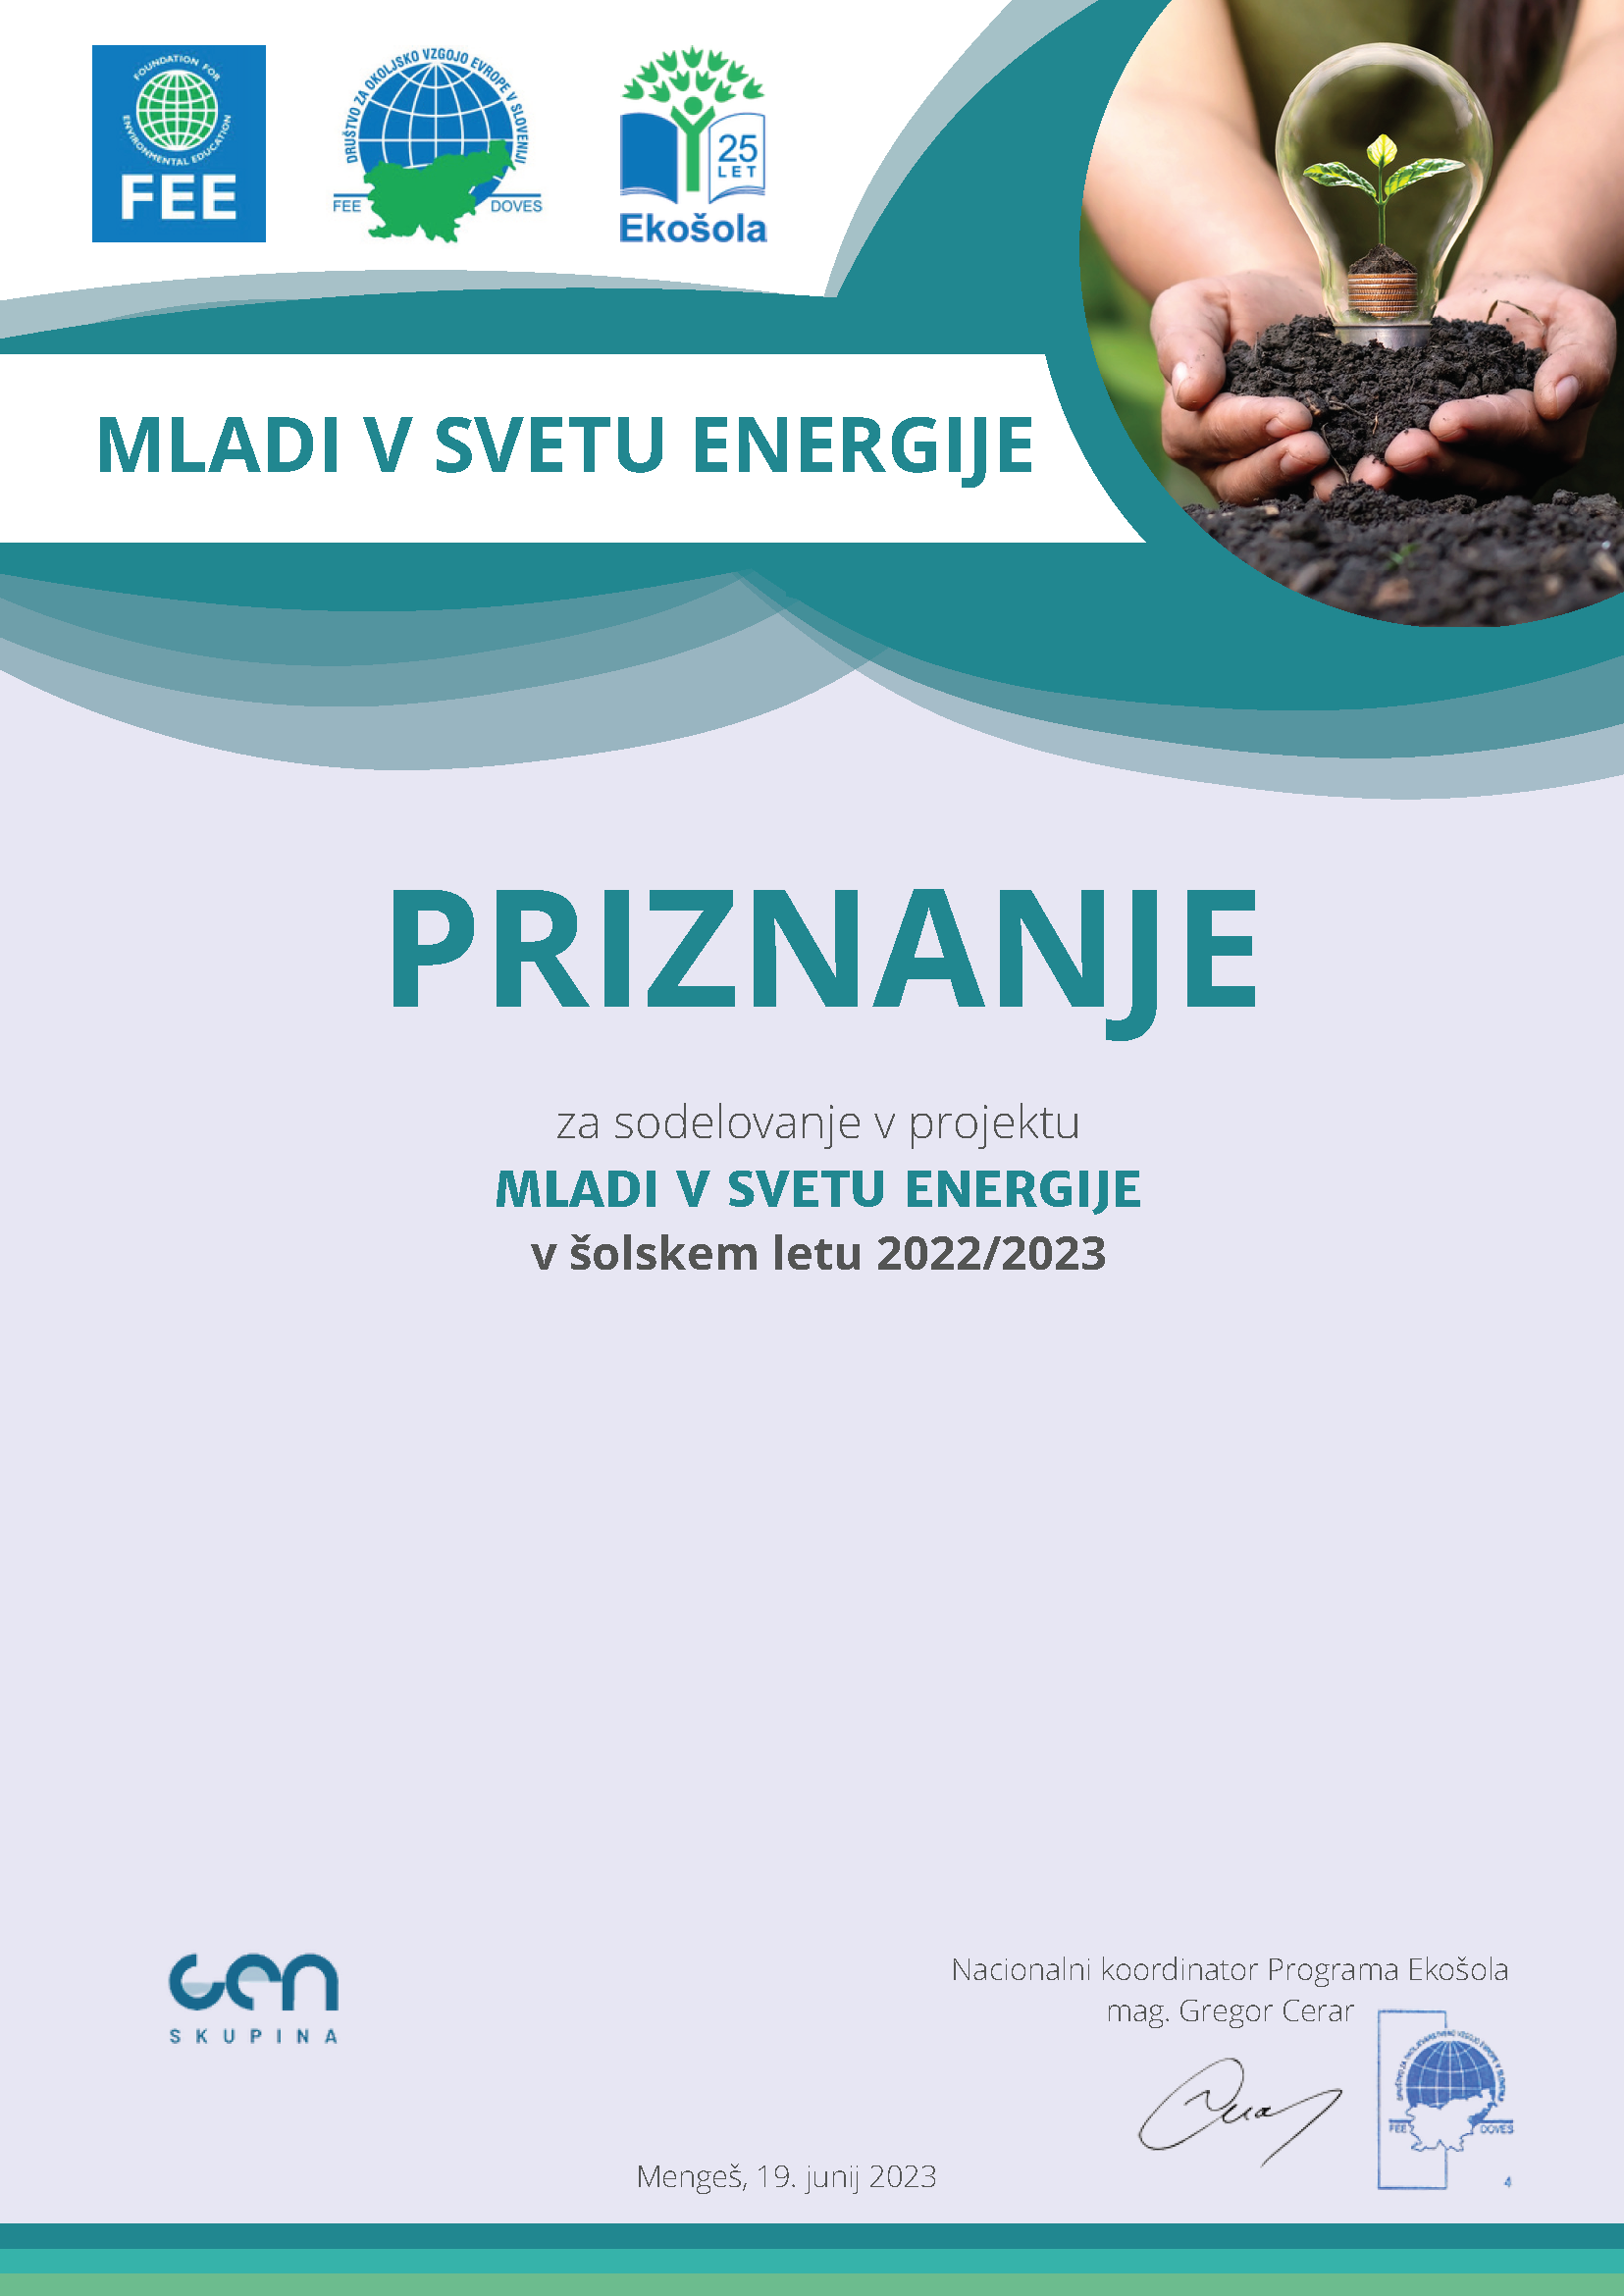 FOUNDATION FOR
ENVIRONMENTAL EDUCATION
FEE
DRUŠTVO ZA OKOLJSKO VZGOJO EVROPE V SLOVENIJI
FEE DOVES
25
LET
Ekošola
MLADI V SVETU ENERGIJE
PRIZNANJE
za sodelovanje v projektu
MLADI V SVETU ENERGIJE
v šolskem letu 2022/2023
gen
SKUPINA
Nacionalni koordinator Programa Ekošola
mag. Gregor Cerar
VZGOJO EVROPE V
FEE DOVES
4
Mengeš, 19. junij 2023